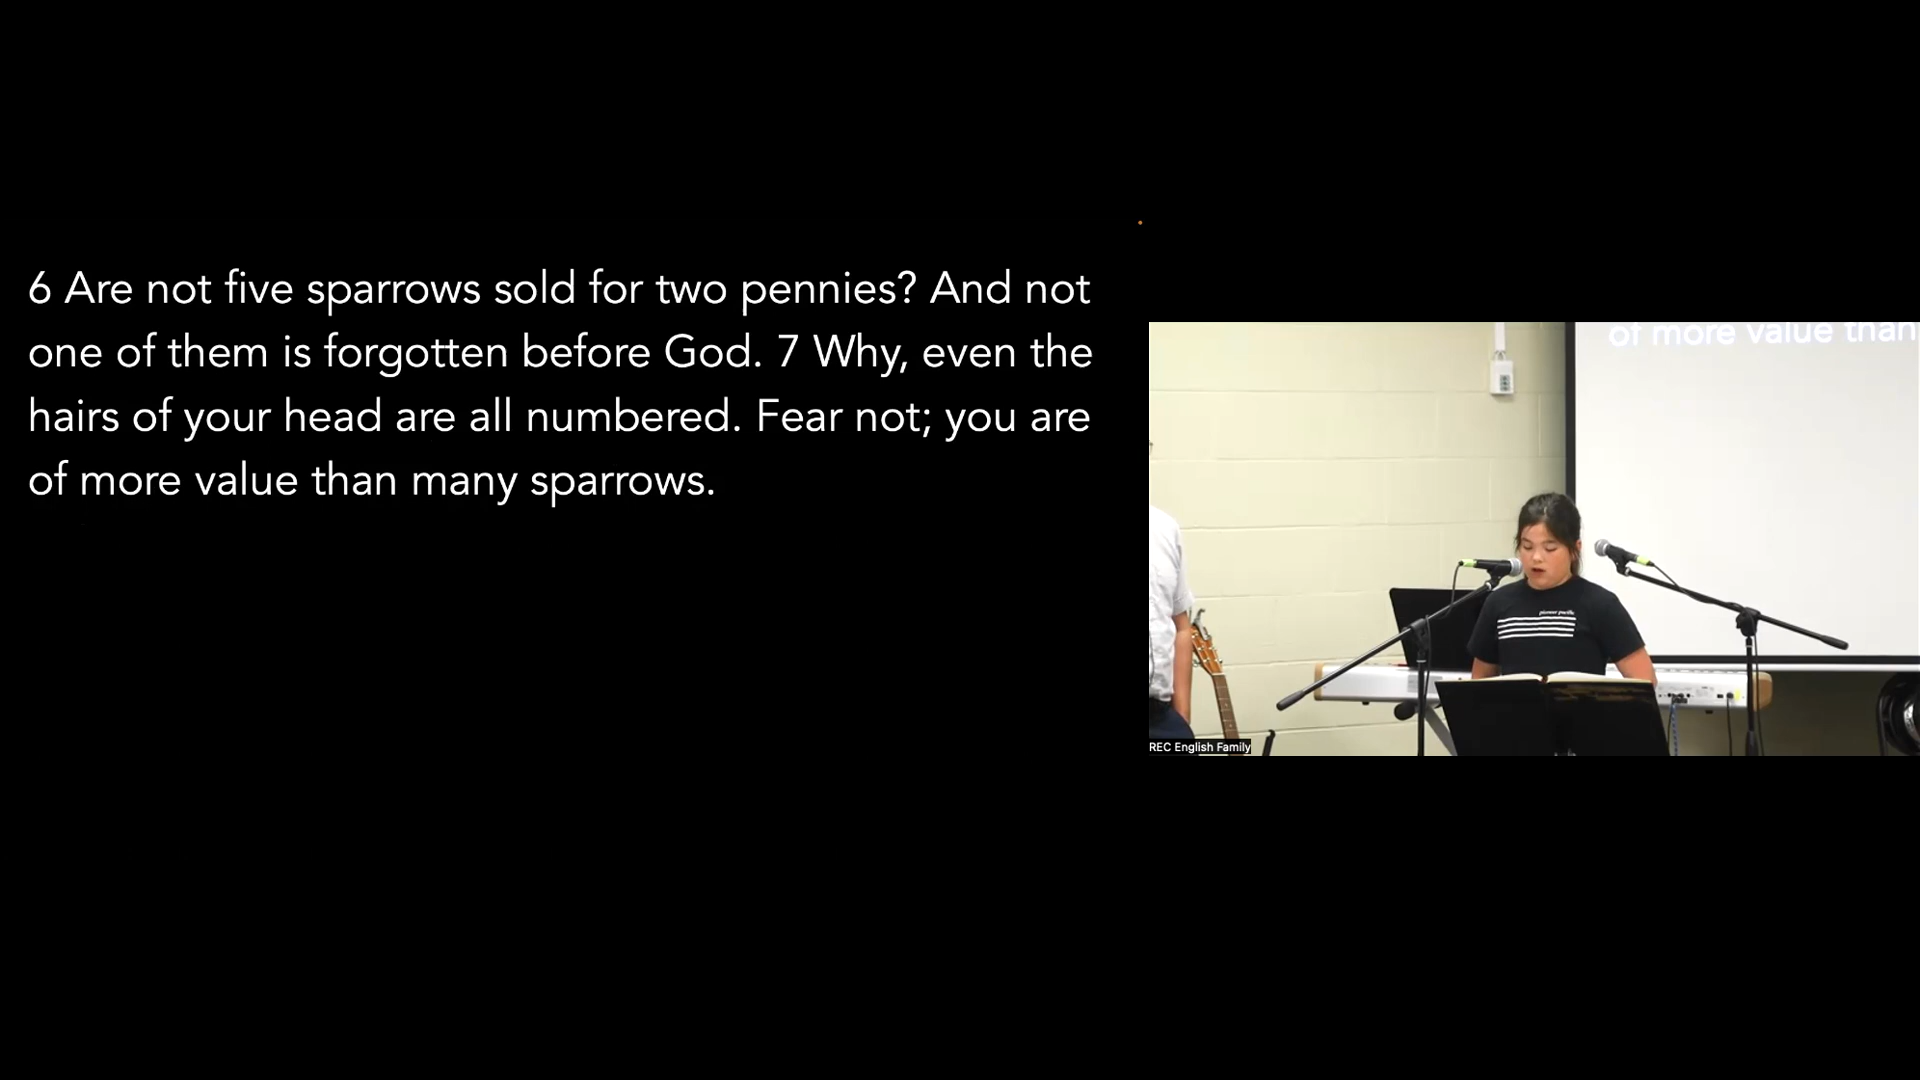 6 Are not five sparrows sold for two pennies? And not
one of them is forgotten before God. 7 Why, even the
hairs of your head are all numbered. Fear not; you are
of more value than many sparrows.
of more value than
pioneer pacific
REC English Family